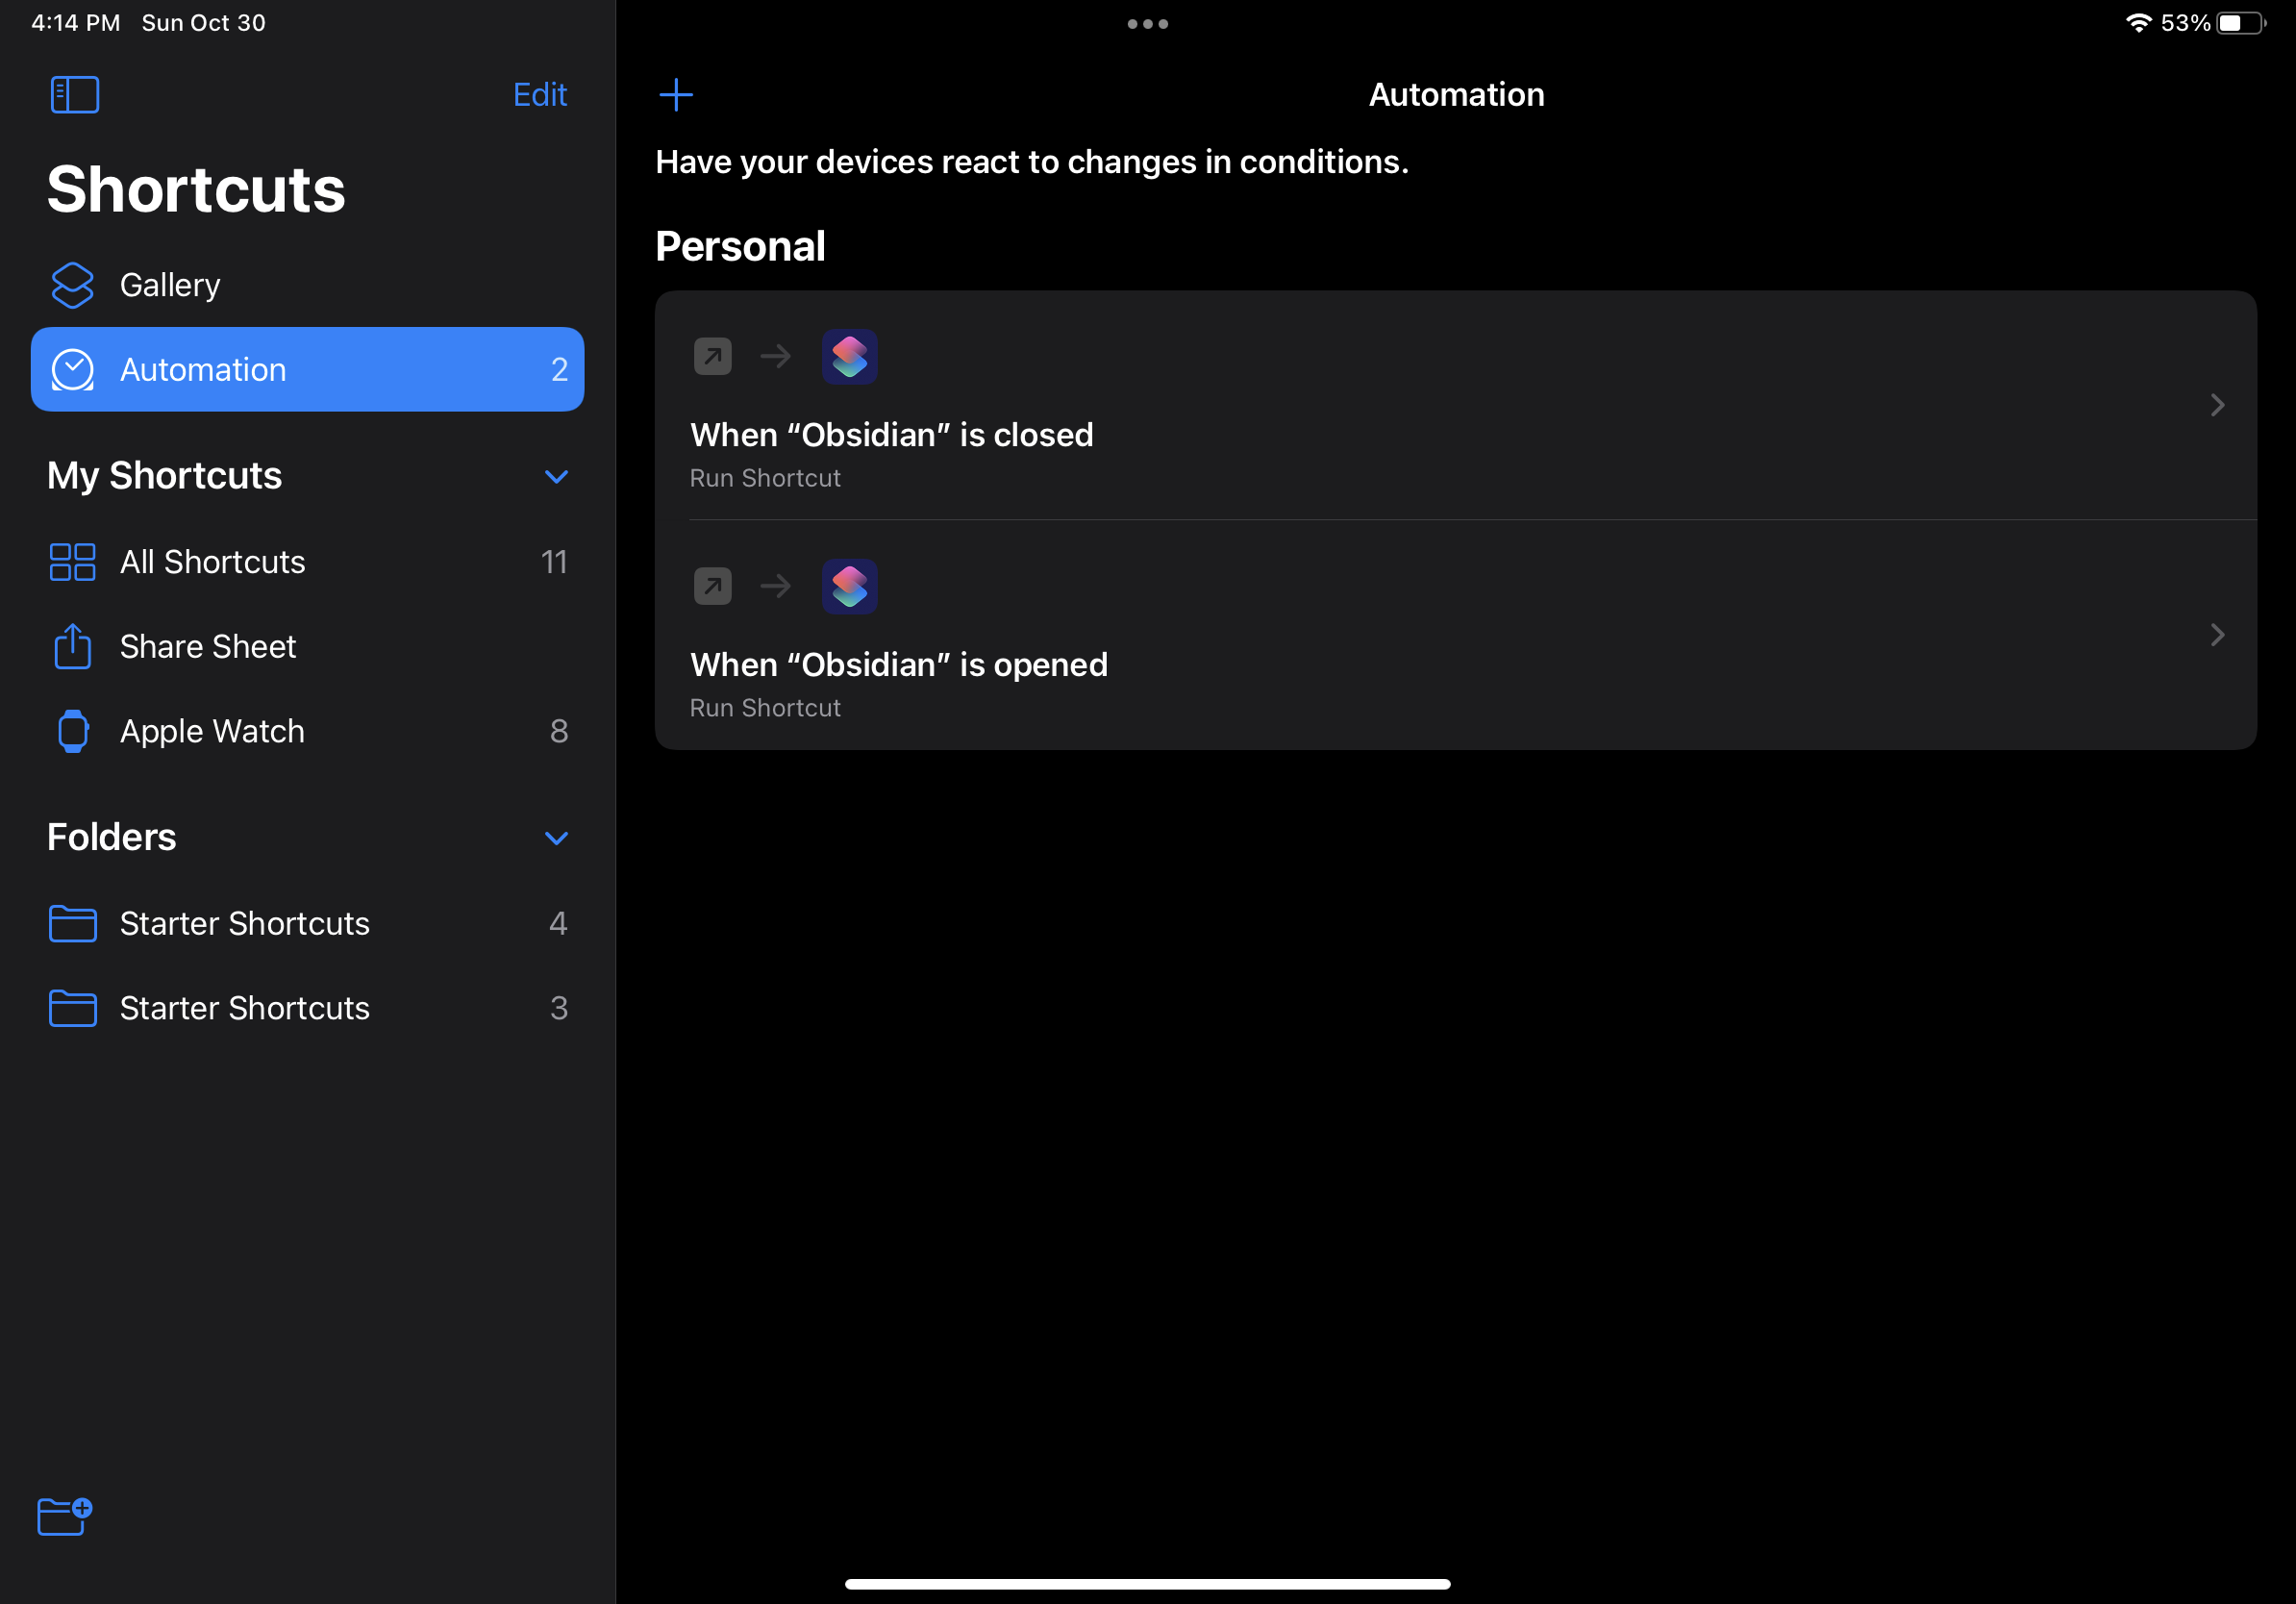 4:14 PM Sun Oct 30
53%
Edit
Shortcuts
Gallery
Automation 2
My Shortcuts
All Shortcuts 11
Share Sheet
Apple Watch 8
Folders
Starter Shortcuts 4
Starter Shortcuts 3
Automation
Have your devices react to changes in conditions.
Personal
When “Obsidian” is closed
Run Shortcut
When “Obsidian” is opened
Run Shortcut